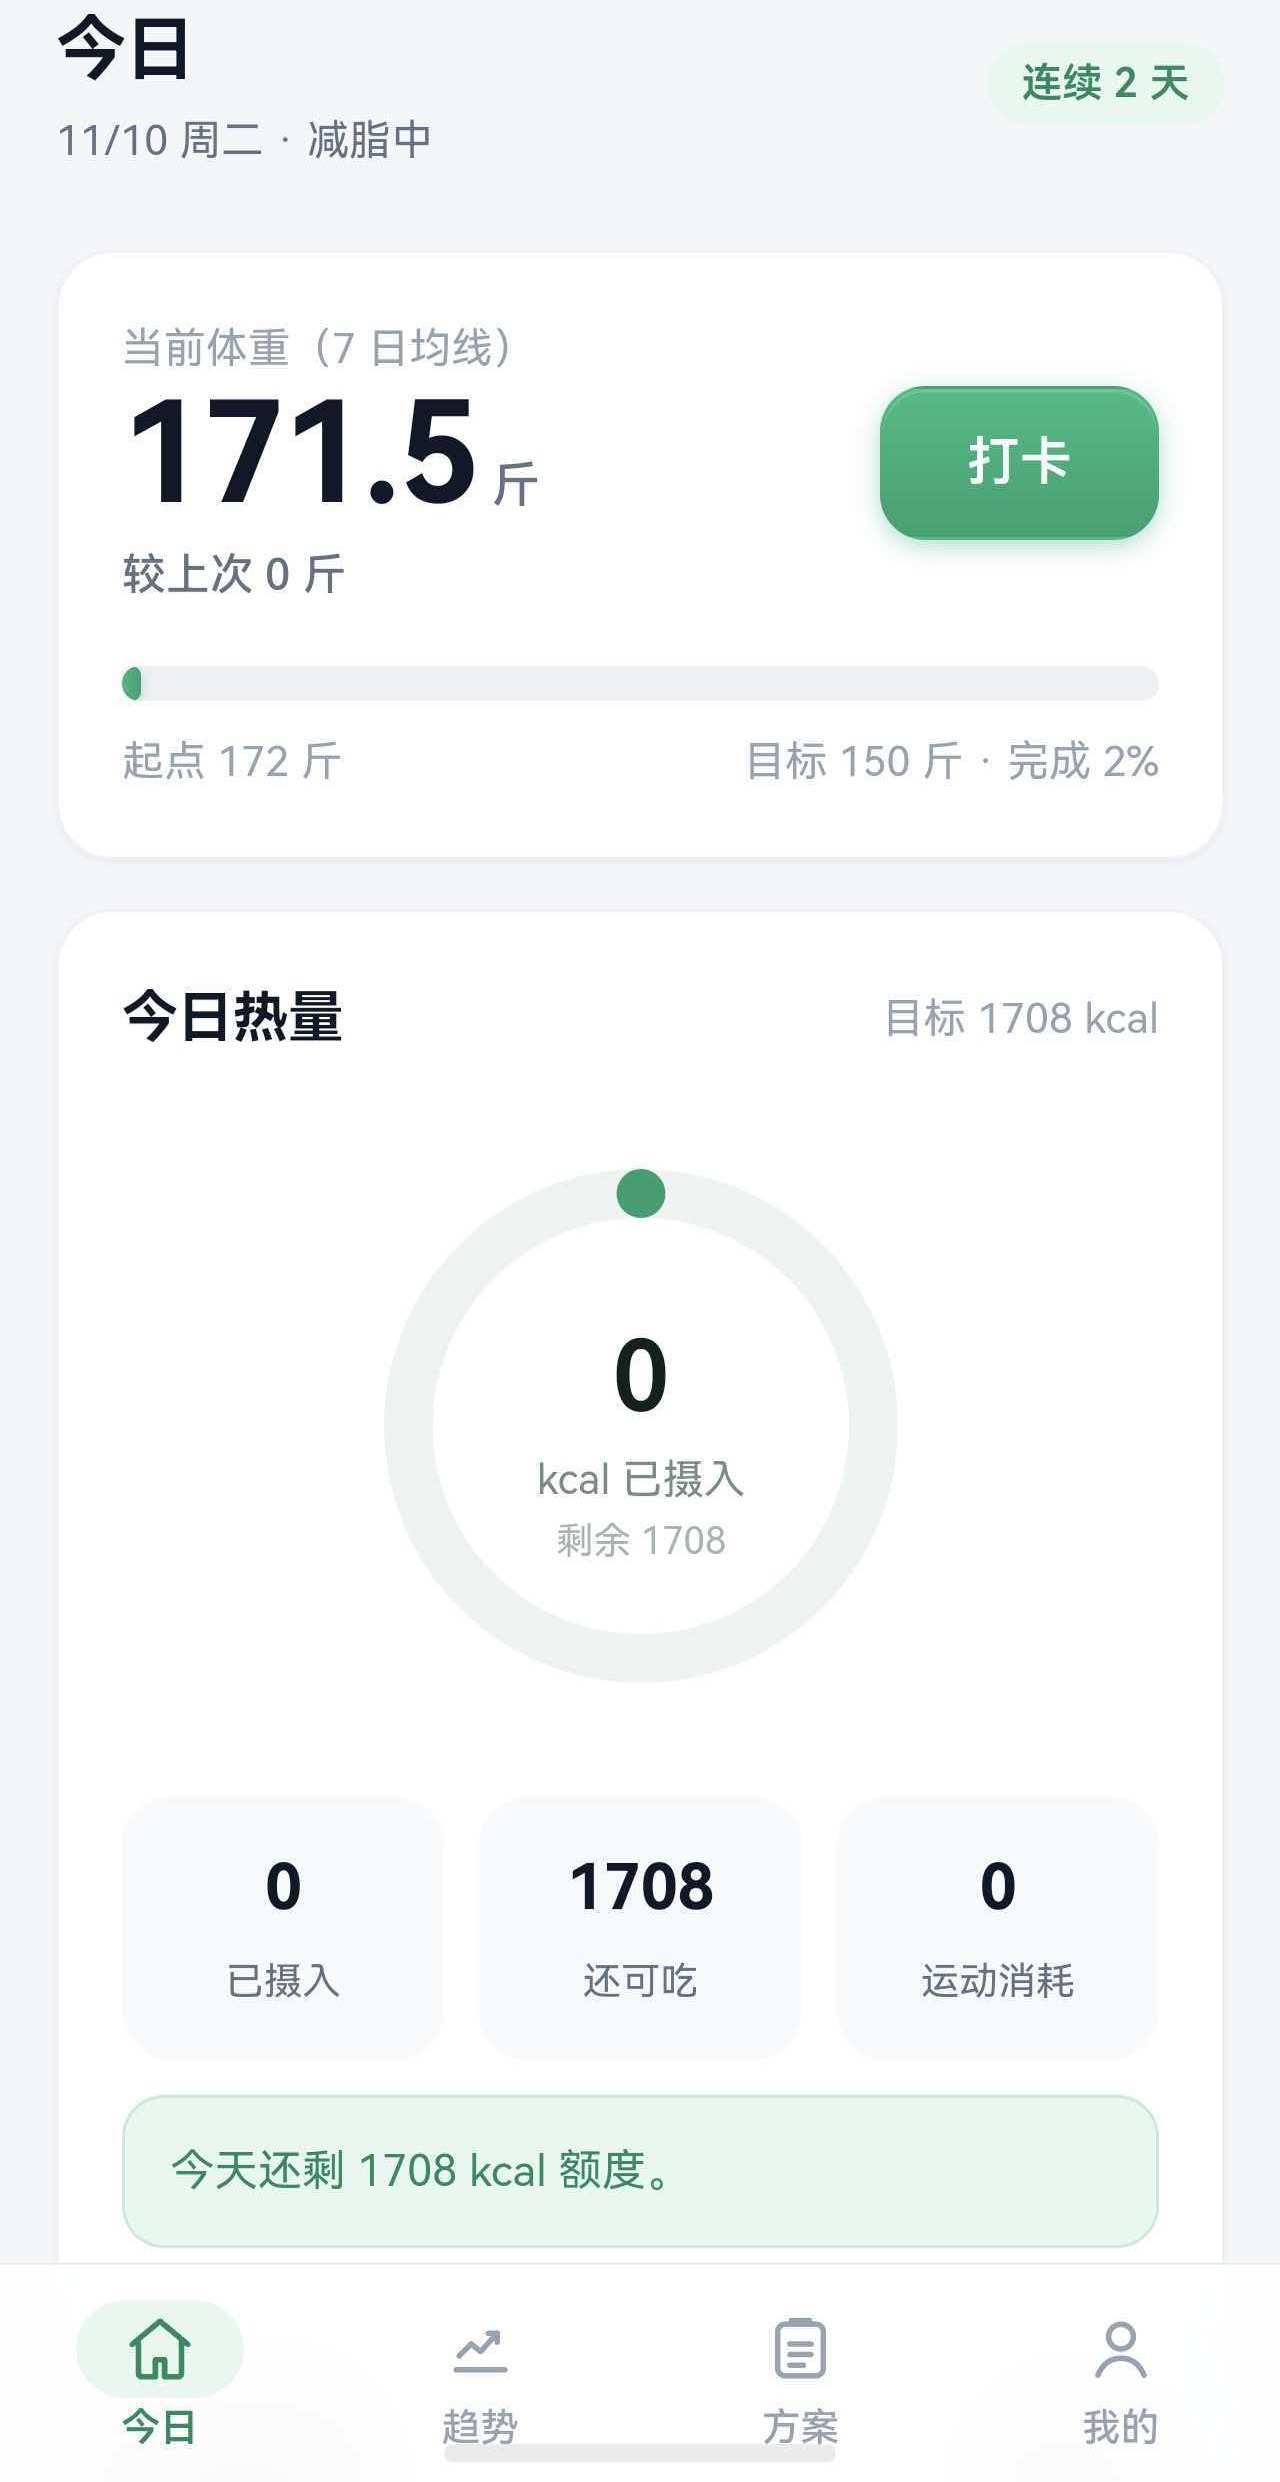 今日
连续 2 天
11/10 周二 · 减脂中
当前体重（7 日均线）
171.5 斤
打卡
较上次 0 斤
起点 172 斤
目标 150 斤 · 完成 2%
今日热量
目标 1708 kcal
0
kcal 已摄入
剩余 1708
0
1708
0
已摄入
还可吃
运动消耗
今天还剩 1708 kcal 额度。
今日
趋势
方案
我的